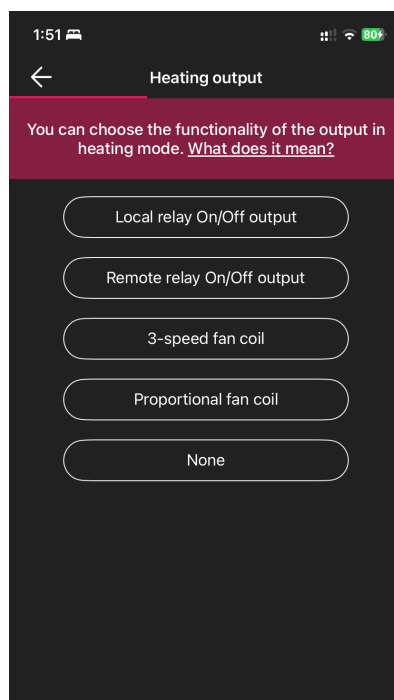 1:51
80
Heating output
You can choose the functionality of the output in
heating mode. What does it mean?
Local relay On/Off output
Remote relay On/Off output
3-speed fan coil
Proportional fan coil
None